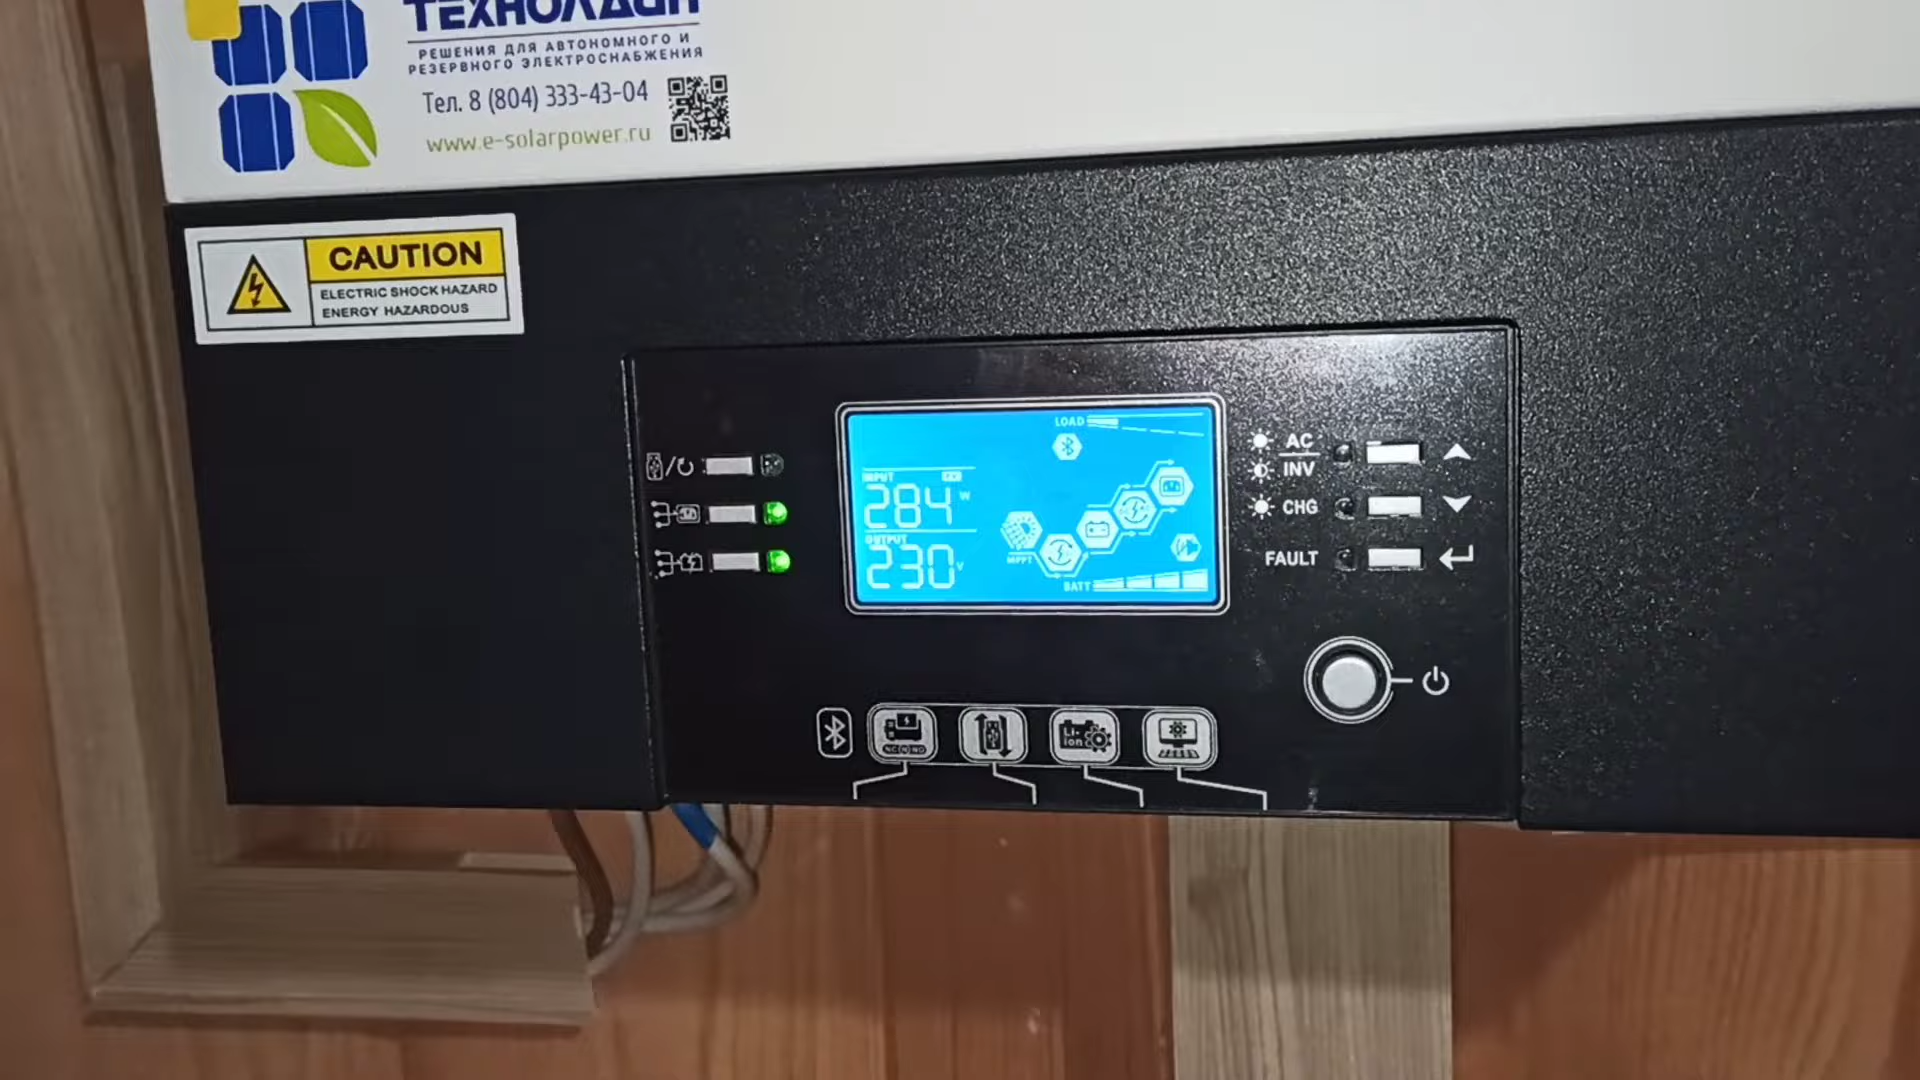 ТЕХНОЛАЙН
РЕШЕНИЯ ДЛЯ АВТОНОМНОГО И
РЕЗЕРВНОГО ЭЛЕКТРОСНАБЖЕНИЯ
Тел. 8 (804) 333-43-04
www.e-solarpower.ru
CAUTION
ELECTRIC SHOCK HAZARD
ENERGY HAZARDOUS
LOAD
INPUT
284 W
OUTPUT
230 V
MPPT
BATT
AC
INV
CHG
FAULT
Li-ion